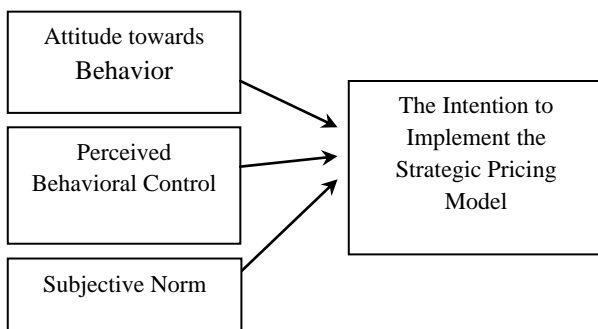 Attitude towards
Behavior
Perceived
Behavioral Control
Subjective Norm
The Intention to
Implement the
Strategic Pricing
Model